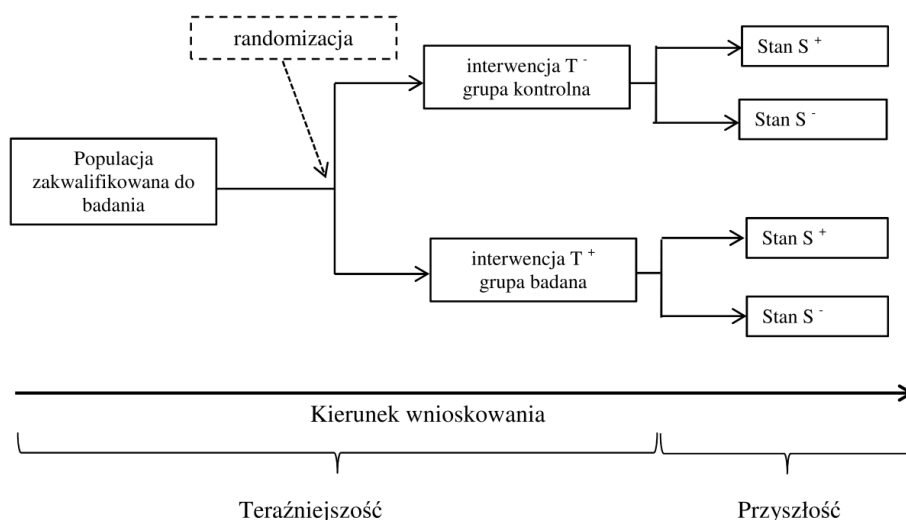 randomizacja
Populacja
zakwalifikowana do
badania
interwencja T -
grupa kontrolna
Stan S +
Stan S -
interwencja T +
grupa badana
Stan S +
Stan S -
Kierunek wnioskowania
Teraźniejszość
Przyszłość